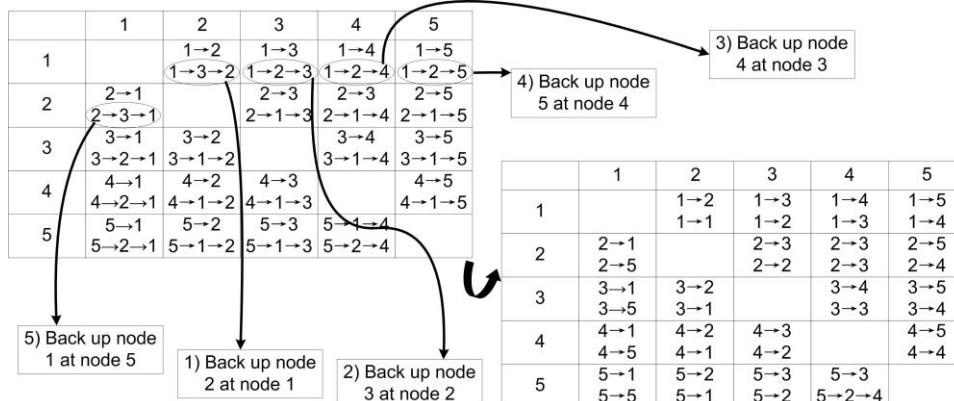 1 2 3 4 5
1 1→2 1→3 1→4 1→5
1→3→2 1→2→3 1→2→4 1→2→5
2 2→1 2→3 2→3 2→5
2→3→1 2→1→3 2→1→4 2→1→5
3 3→1 3→2 3→4 3→5
3→2→1 3→1→2 3→1→4 3→1→5
4 4→1 4→2 4→3 4→5
4→2→1 4→1→2 4→1→3 4→1→5
5 5→1 5→2 5→3 5→1→4
5→2→1 5→1→2 5→1→3 5→2→4
3) Back up node
4 at node 3
4) Back up node
5 at node 4
5) Back up node
1 at node 5
1) Back up node
2 at node 1
2) Back up node
3 at node 2
1 2 3 4 5
1 1→2 1→3 1→4 1→5
1→1 1→2 1→3 1→4
2 2→1 2→3 2→3 2→5
2→5 2→2 2→3 2→4
3 3→1 3→2 3→4 3→5
3→5 3→1 3→3 3→4
4 4→1 4→2 4→3 4→5
4→5 4→1 4→2 4→4
5 5→1 5→2 5→3 5→3
5→5 5→1 5→2 5→2→4